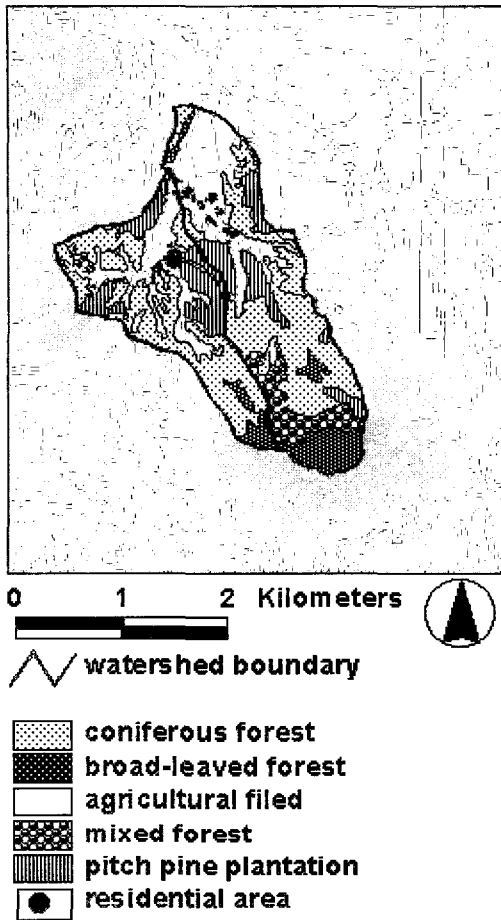 0 1 2 Kilometers
watershed boundary
coniferous forest
broad-leaved forest
agricultural filed
mixed forest
pitch pine plantation
residential area